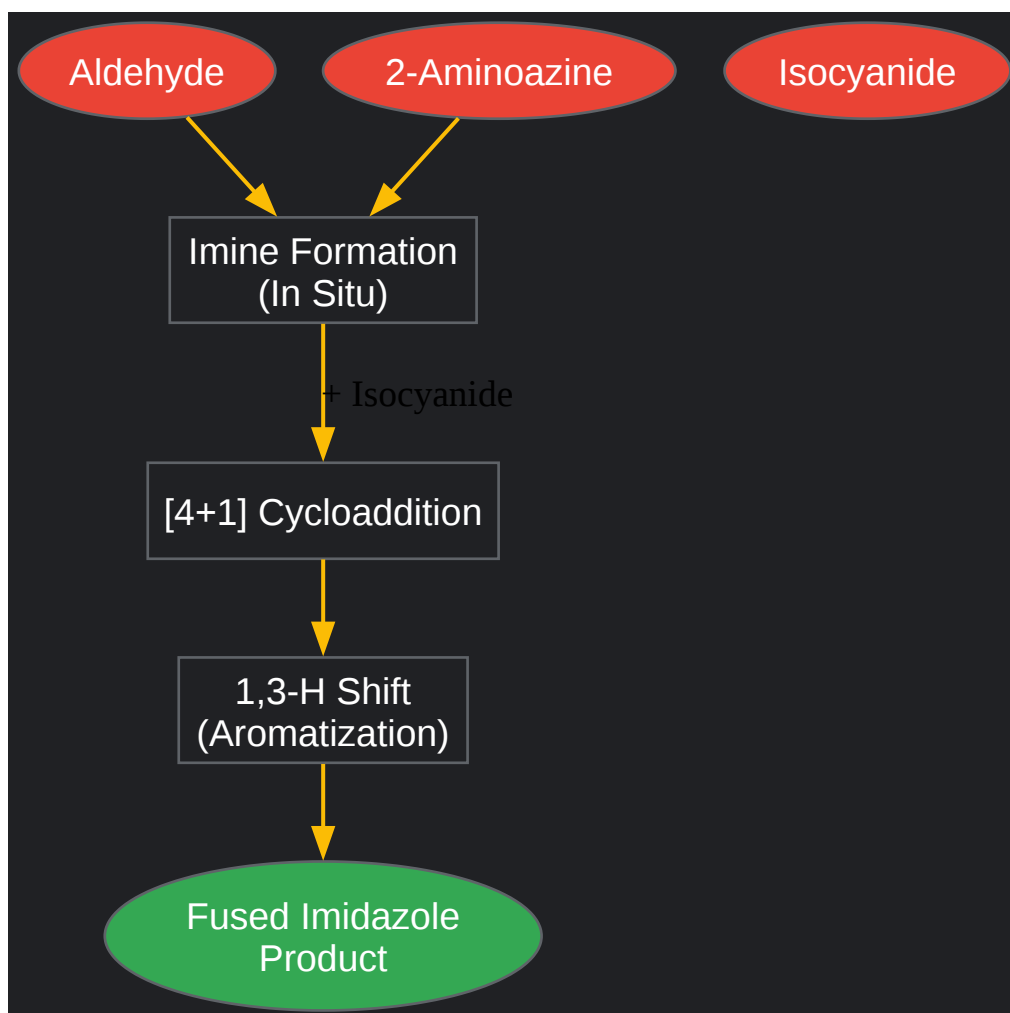 Aldehyde
2-Aminoazine
Isocyanide
Imine Formation
(In Situ)
+ Isocyanide
[4+1] Cycloaddition
1,3-H Shift
(Aromatization)
Fused Imidazole
Product